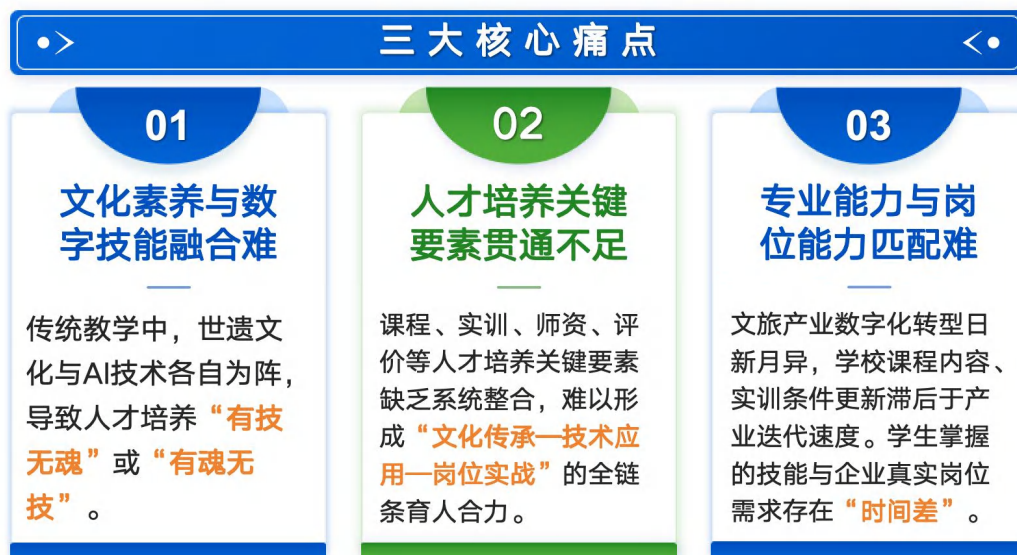 三大核心痛点
01
文化素养与数
字技能融合难
传统教学中，世遗文
化与AI技术各自为阵，
导致人才培养“有技
无魂”或“有魂无
技”。
02
人才培养关键
要素贯通不足
课程、实训、师资、评
价等人才培养关键要素
缺乏系统整合，难以形
成“文化传承—技术应
用—岗位实战”的全链
条育人合力。
03
专业能力与岗
位能力匹配难
文旅产业数字化转型日
新月异，学校课程内容、
实训条件更新滞后于产
业迭代速度。学生掌握
的技能与企业真实岗位
需求存在“时间差”。